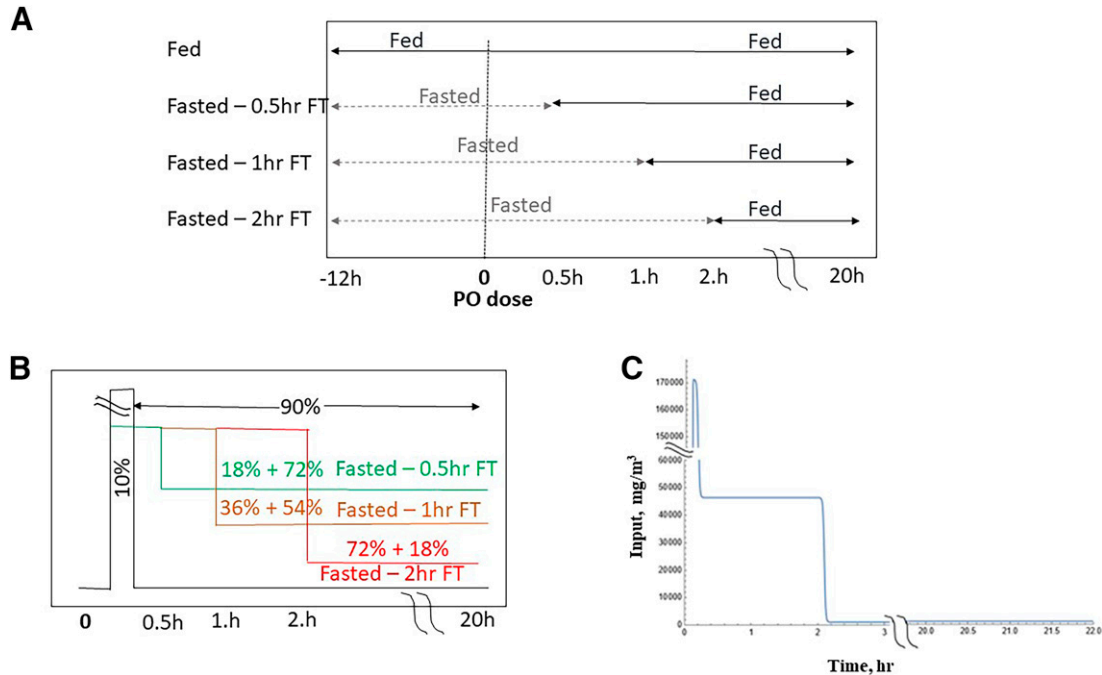 A
Fed
Fed
Fed
Fasted – 0.5hr FT
Fasted
Fed
Fasted – 1hr FT
Fasted
Fed
Fasted – 2hr FT
Fasted
Fed
-12h
0
0.5h
1.h
2.h
20h
PO dose
B
90%
10%
18% + 72% Fasted – 0.5hr FT
36% + 54% Fasted – 1hr FT
72% + 18%
Fasted – 2hr FT
0
0.5h
1.h
2.h
20h
C
170000
160000
150000
60000
50000
40000
30000
20000
10000
0
Input, mg/m³
0
1
2
3
20.0
20.5
21.0
21.5
22.0
Time, hr